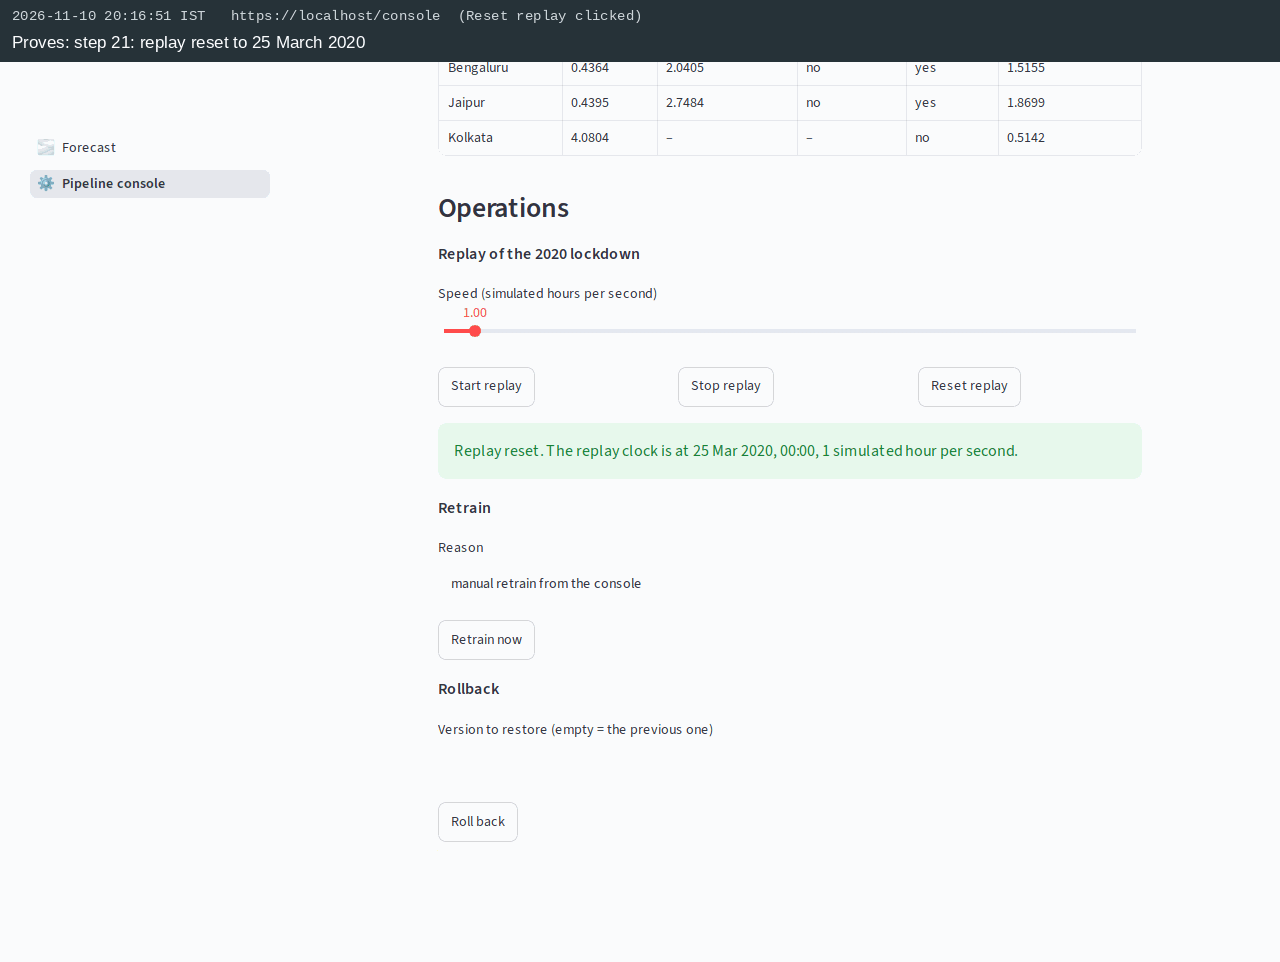 2026-11-10 20:16:51 IST https://localhost/console (Reset replay clicked)
Proves: step 21: replay reset to 25 March 2020
Bengaluru 0.4364 2.0405 no yes 1.5155
Jaipur 0.4395 2.7484 no yes 1.8699
Kolkata 4.0804 – – no 0.5142
Forecast
Pipeline console
Operations
Replay of the 2020 lockdown
Speed (simulated hours per second)
1.00
Start replay Stop replay Reset replay
Replay reset. The replay clock is at 25 Mar 2020, 00:00, 1 simulated hour per second.
Retrain
Reason
manual retrain from the console
Retrain now
Rollback
Version to restore (empty = the previous one)
Roll back